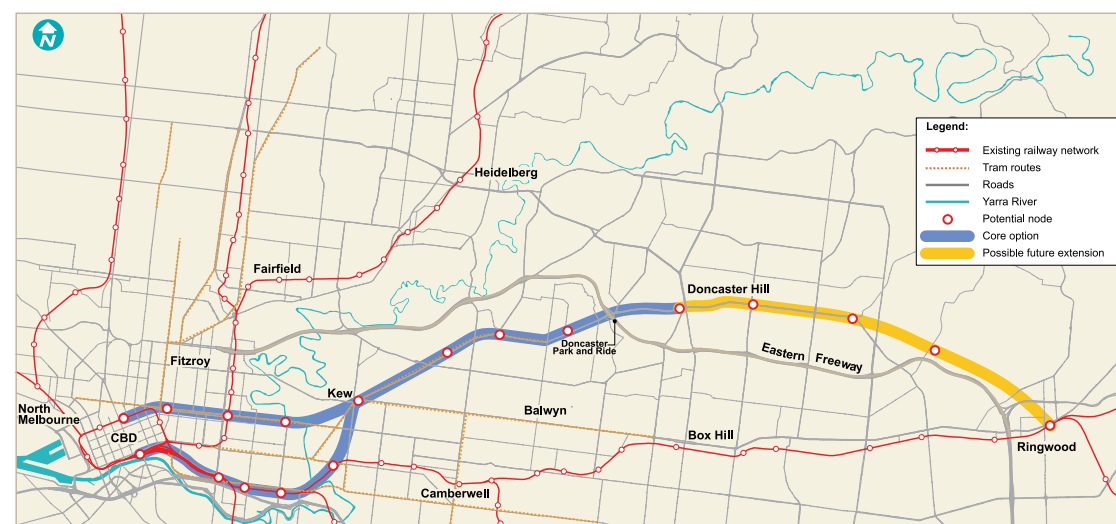 N
Heidelberg
Legend:
Existing railway network
Tram routes
Roads
Yarra River
Potential node
Core option
Possible future extension
Fairfield
Doncaster Hill
Doncaster
Park and Ride
Eastern Freeway
Fitzroy
Kew
North
Melbourne
CBD
Balwyn
Box Hill
Ringwood
Camberwell